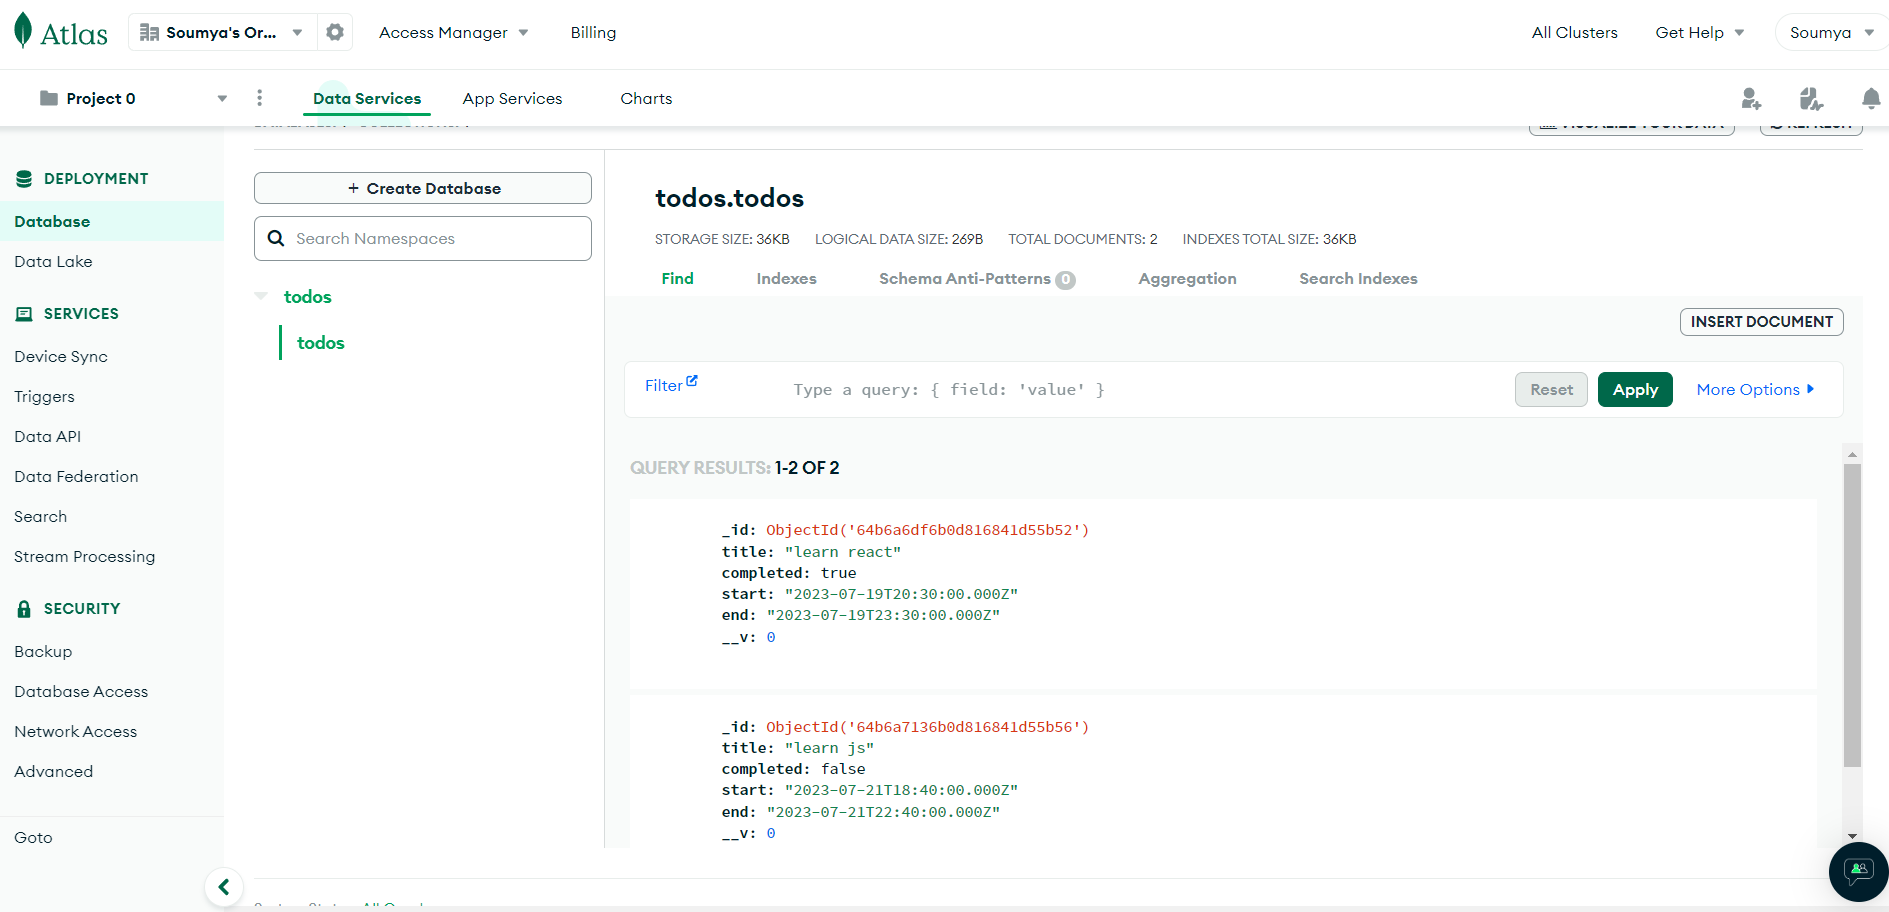 Atlas
Soumya's Or...
Access Manager
Billing
All Clusters
Get Help
Soumya
Project 0
Data Services
App Services
Charts
VISUALIZE YOUR DATA
REFRESH
DEPLOYMENT
Database
Data Lake
SERVICES
Device Sync
Triggers
Data API
Data Federation
Search
Stream Processing
SECURITY
Backup
Database Access
Network Access
Advanced
Goto
+ Create Database
Search Namespaces
todos
todos
todos.todos
STORAGE SIZE: 36KB LOGICAL DATA SIZE: 269B TOTAL DOCUMENTS: 2 INDEXES TOTAL SIZE: 36KB
Find Indexes Schema Anti-Patterns 0 Aggregation Search Indexes
INSERT DOCUMENT
Filter
Type a query: { field: 'value' }
Reset
Apply
More Options
QUERY RESULTS: 1-2 OF 2
_id: ObjectId('64b6a6df6b0d816841d55b52')
title: "learn react"
completed: true
start: "2023-07-19T20:30:00.000Z"
end: "2023-07-19T23:30:00.000Z"
__v: 0
_id: ObjectId('64b6a7136b0d816841d55b56')
title: "learn js"
completed: false
start: "2023-07-21T18:40:00.000Z"
end: "2023-07-21T22:40:00.000Z"
__v: 0